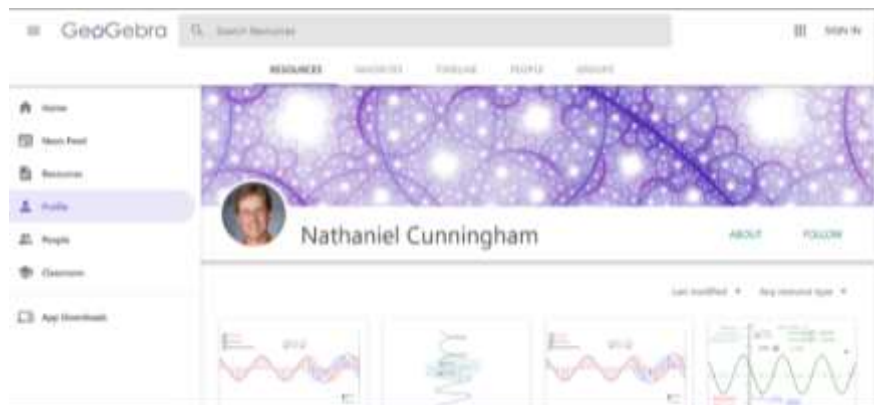 GeoGebra
Search Resources
SIGN IN
RESOURCES FAVORITES TIMELINE PEOPLE GROUPS
Home
News Feed
Resources
Profile
People
Classroom
App Downloads
Nathaniel Cunningham
ABOUT FOLLOW
Last modified Any resource type